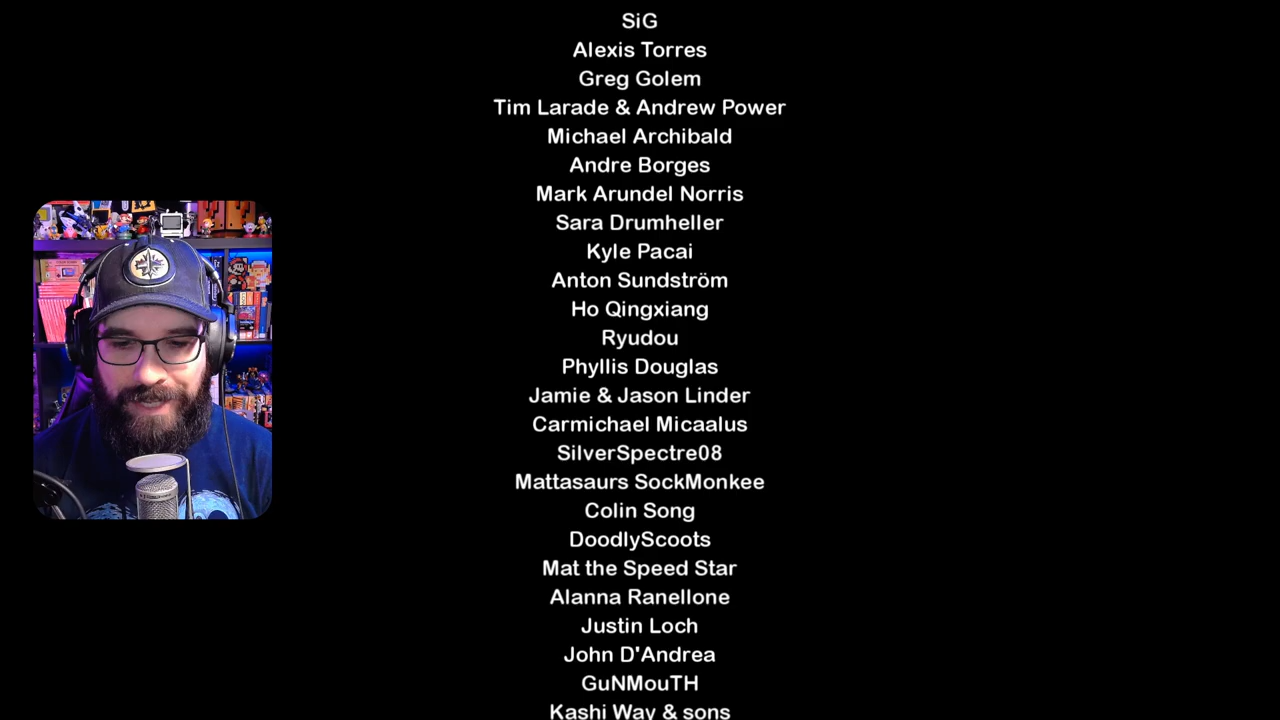 SiG
Alexis Torres
Greg Golem
Tim Larade & Andrew Power
Michael Archibald
Andre Borges
Mark Arundel Norris
Sara Drumheller
Kyle Pacai
Anton Sundström
Ho Qingxiang
Ryudou
Phyllis Douglas
Jamie & Jason Linder
Carmichael Micaalus
SilverSpectre08
Mattasaurs SockMonkee
Colin Song
DoodlyScoots
Mat the Speed Star
Alanna Ranellone
Justin Loch
John D'Andrea
GuNMouTH
Kashi Way & sons